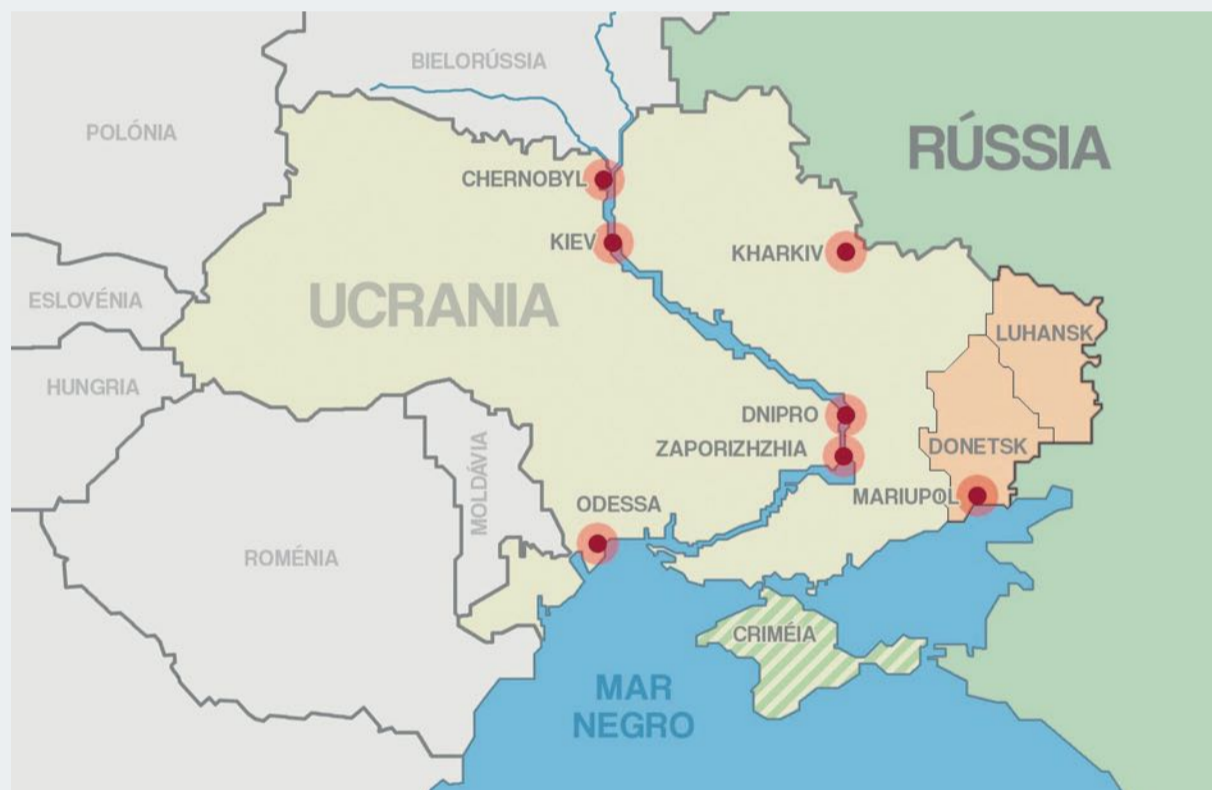 BIELORÚSSIA
POLÓNIA
RÚSSIA
CHERNOBYL
KIEV
KHARKIV
ESLOVÉNIA
UCRANIA
LUHANSK
HUNGRIA
DNIPRO
DONETSK
ZAPORIZHZHIA
MOLDÁVIA
MARIUPOL
ODESSA
ROMÉNIA
CRIMÉIA
MAR
NEGRO